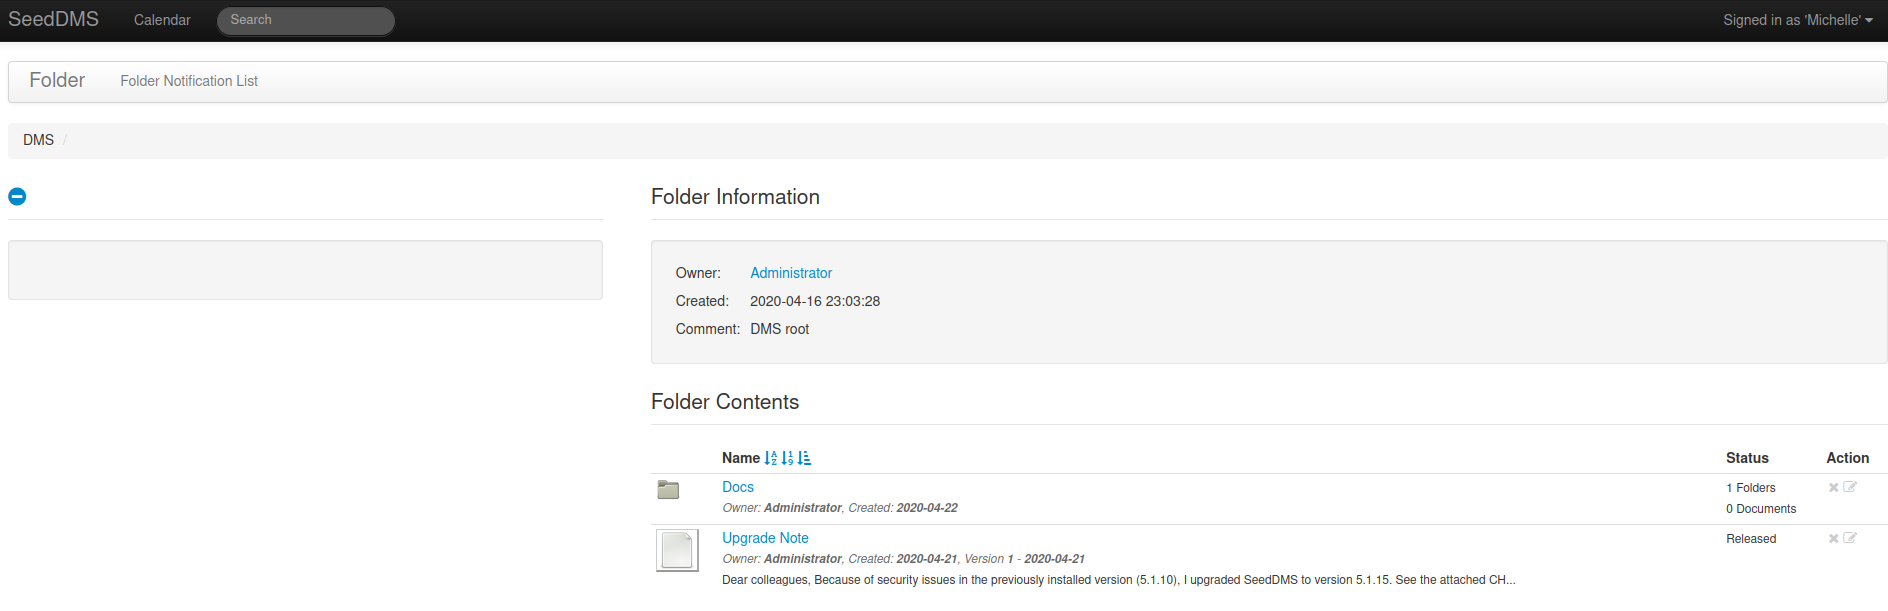 SeedDMS Calendar Search Signed in as 'Michelle'
Folder Folder Notification List
DMS /
Folder Information
Owner: Administrator
Created: 2020-04-16 23:03:28
Comment: DMS root
Folder Contents
Name Status Action
Docs 1 Folders
Owner: Administrator, Created: 2020-04-22 0 Documents
Upgrade Note Released
Owner: Administrator, Created: 2020-04-21, Version 1 - 2020-04-21
Dear colleagues, Because of security issues in the previously installed version (5.1.10), I upgraded SeedDMS to version 5.1.15. See the attached CH...